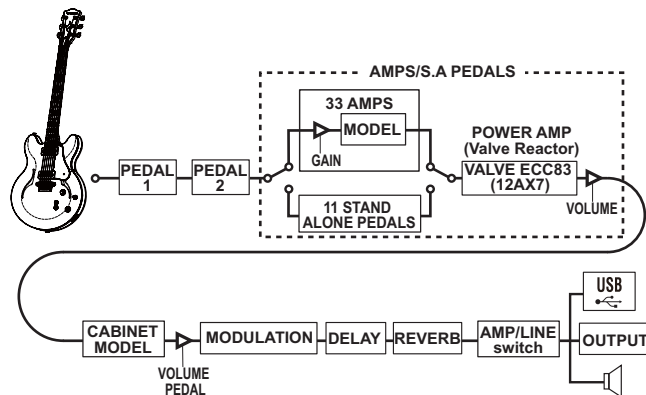 AMPS/S.A PEDALS
33 AMPS
MODEL
GAIN
PEDAL
1
PEDAL
2
11 STAND
ALONE PEDALS
POWER AMP
(Valve Reactor)
VALVE ECC83
(12AX7)
VOLUME
CABINET
MODEL
VOLUME
PEDAL
MODULATION
DELAY
REVERB
AMP/LINE
switch
USB
OUTPUT